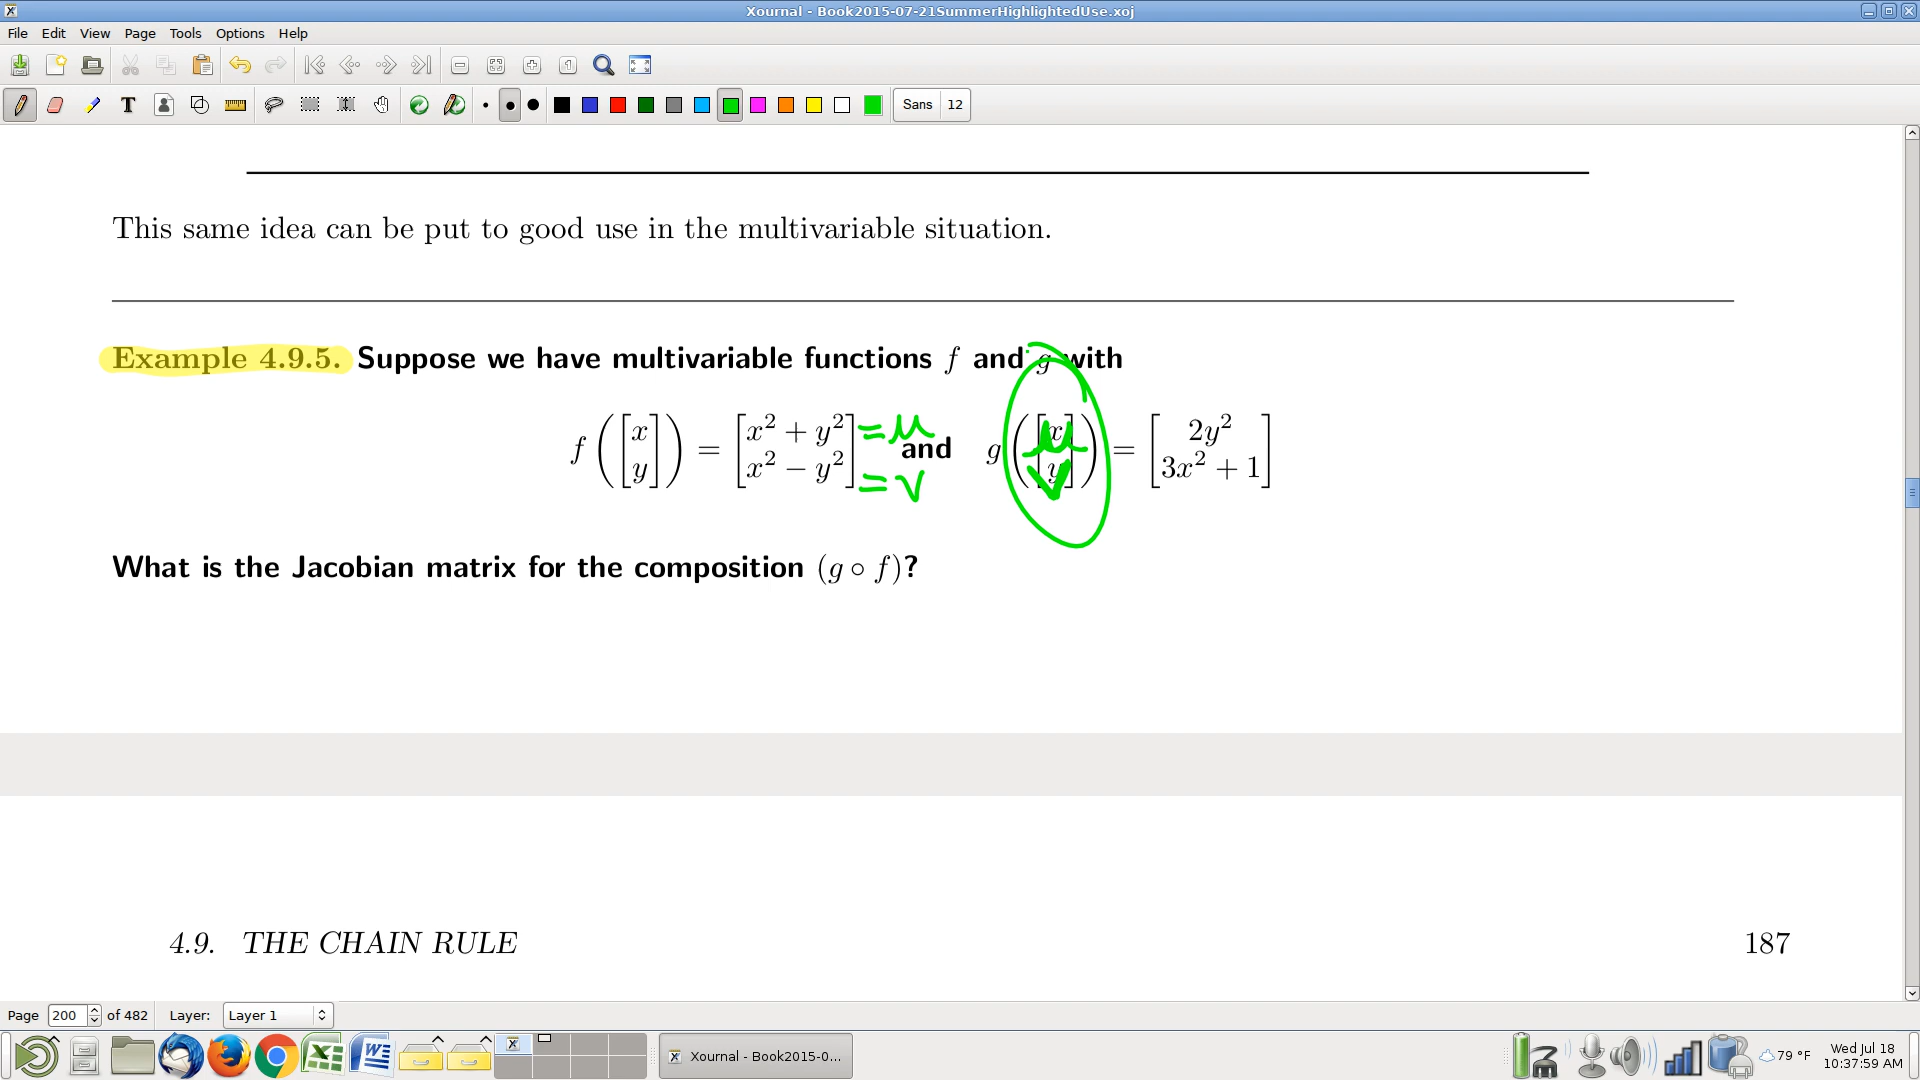 Xournal - Book2015-07-21SummerHighlightedUse.xoj
File Edit View Page Tools Options Help
Sans 12
This same idea can be put to good use in the multivariable situation.
Example 4.9.5. Suppose we have multivariable functions f and g with
f([x y]) = [x² + y² x² − y²] = u = v and g([x y] u v) = [2y² 3x² + 1]
What is the Jacobian matrix for the composition (g ∘ f)?
4.9. THE CHAIN RULE 187
Page 200 of 482 Layer: Layer 1
Xournal - Book2015-0...
79 °F
Wed Jul 18
10:37:59 AM